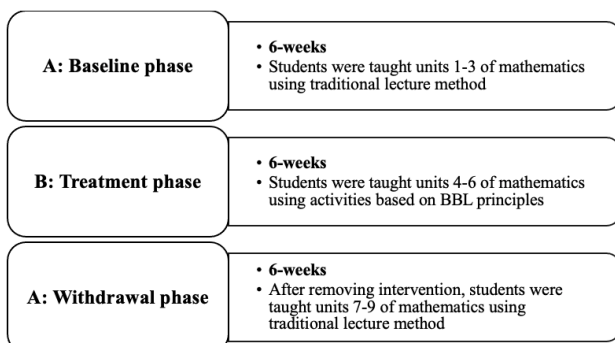 A: Baseline phase
• 6-weeks
• Students were taught units 1-3 of mathematics
using traditional lecture method
B: Treatment phase
• 6-weeks
• Students were taught units 4-6 of mathematics
using activities based on BBL principles
A: Withdrawal phase
• 6-weeks
• After removing intervention, students were
taught units 7-9 of mathematics using
traditional lecture method